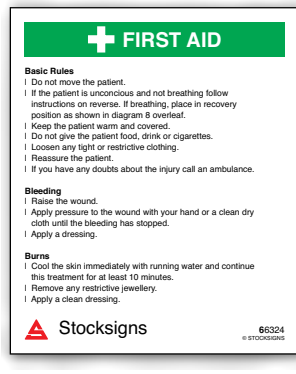 FIRST AID
Basic Rules
l Do not move the patient.
l If the patient is unconcious and not breathing follow
instructions on reverse. If breathing, place in recovery
position as shown in diagram 8 overleaf.
l Keep the patient warm and covered.
l Do not give the patient food, drink or cigarettes.
l Loosen any tight or restrictive clothing.
l Reassure the patient.
l If you have any doubts about the injury call an ambulance.
Bleeding
l Raise the wound.
l Apply pressure to the wound with your hand or a clean dry
cloth until the bleeding has stopped.
l Apply a dressing.
Burns
l Cool the skin immediately with running water and continue
this treatment for at least 10 minutes.
l Remove any restrictive jewellery.
l Apply a clean dressing.
Stocksigns
66324
© STOCKSIGNS